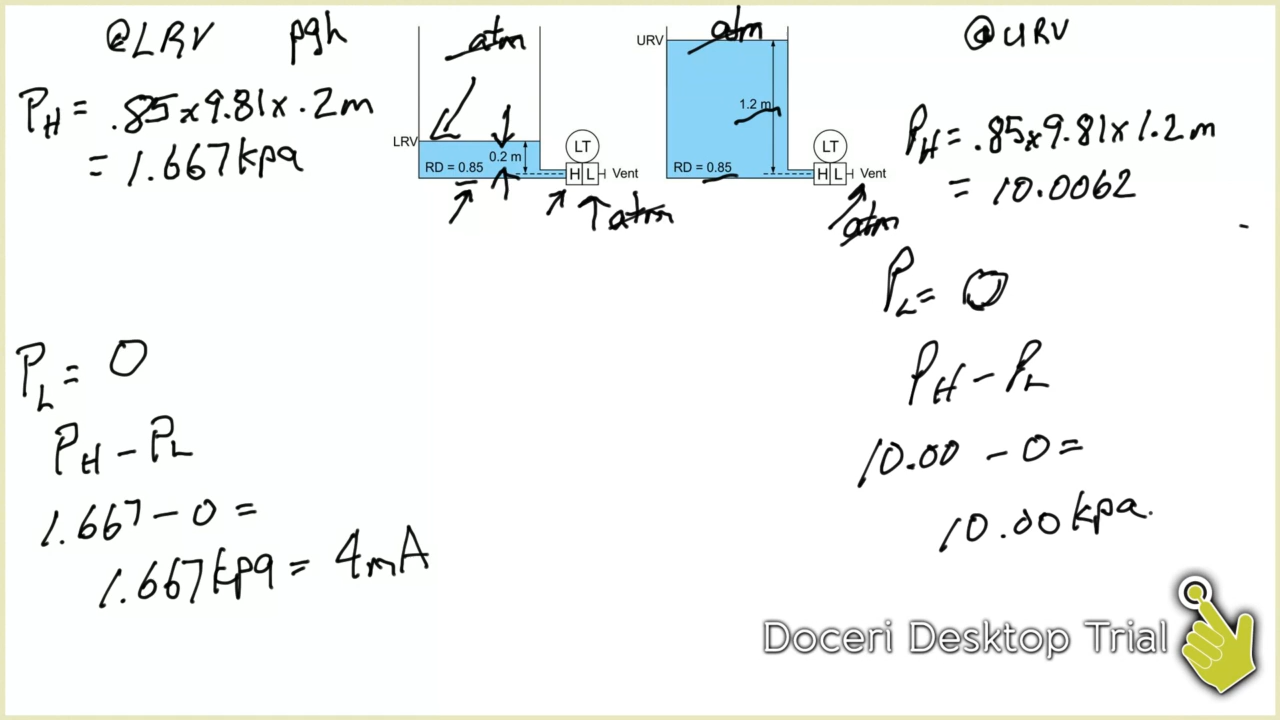 @LRV
ρgh
P_H = .85 x 9.81 x .2m
= 1.667 kpa
P_L = 0
P_H - P_L
1.667 - 0 =
1.667 kpa = 4mA
atm
LRV
RD = 0.85
0.2 m
LT
H L
Vent
atm
atm
URV
1.2 m
RD = 0.85
LT
H L
Vent
atm
@URV
P_H = .85 x 9.81 x 1.2m
= 10.0062
P_L = 0
P_H - P_L
10.00 - 0 =
10.00 kpa.
Doceri Desktop Trial